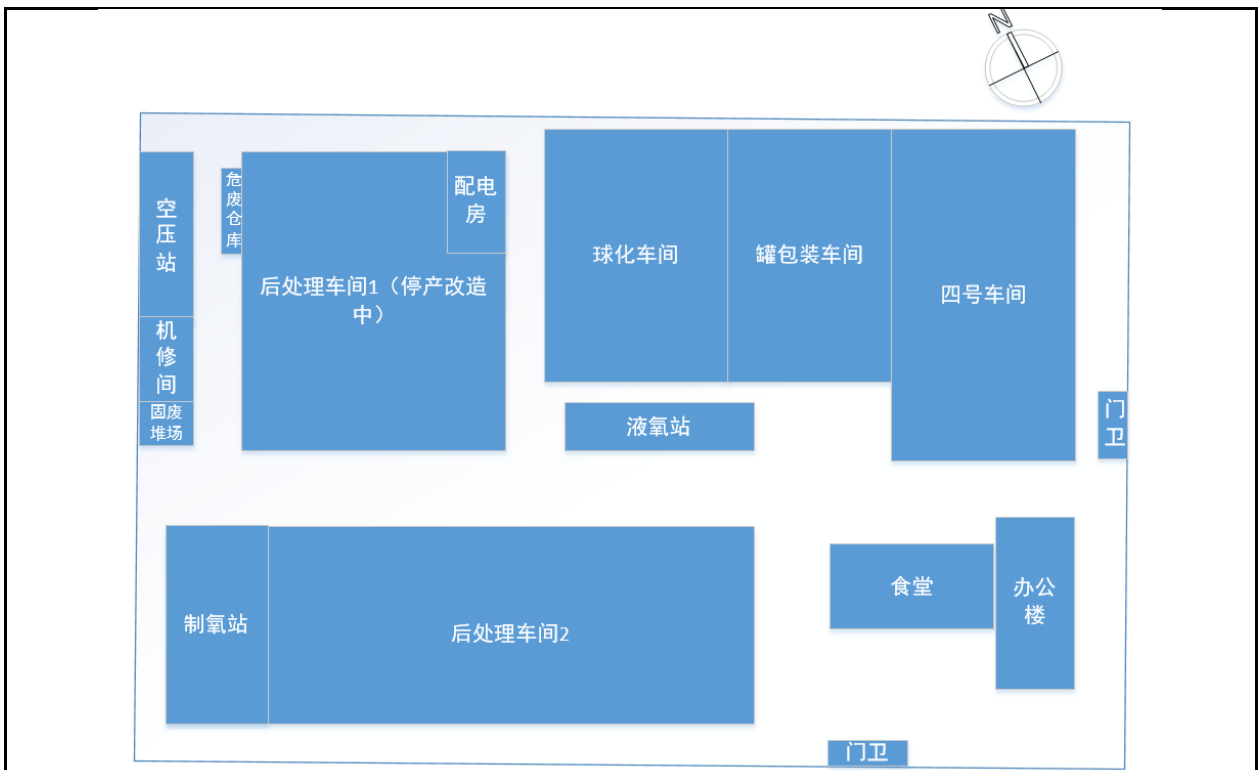 N
空
压
站
危
废
仓
库
配电
房
后处理车间1（停产改造
中）
球化车间
罐包装车间
四号车间
机
修
间
固废
堆场
液氧站
门
卫
制氧站
后处理车间2
食堂
办公
楼
门卫